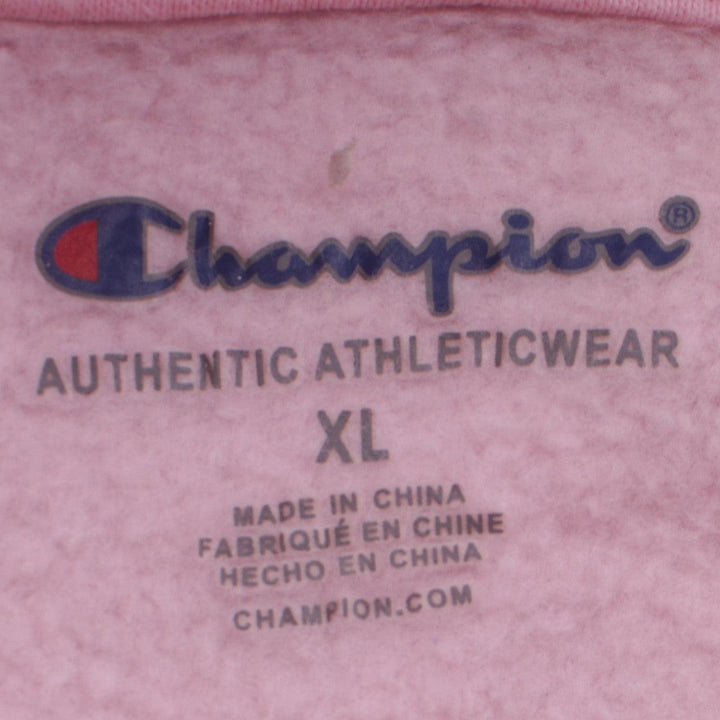 Champion®
AUTHENTIC ATHLETICWEAR
XL
MADE IN CHINA
FABRIQUÉ EN CHINE
HECHO EN CHINA
CHAMPION.COM